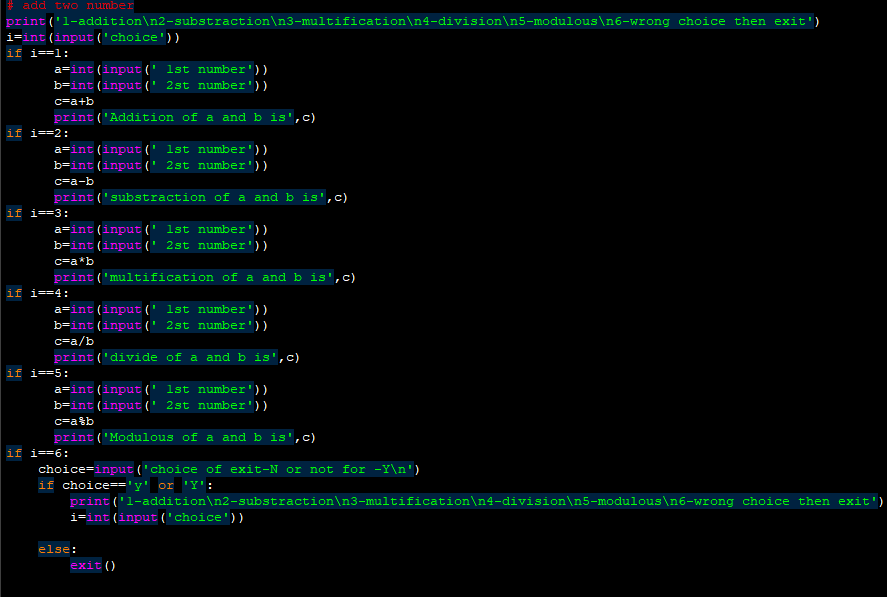 # add two number
print('1-addition\n2-substraction\n3-multification\n4-division\n5-modulous\n6-wrong choice then exit')
i=int(input('choice'))
if i==1:
      a=int(input(' 1st number'))
      b=int(input(' 2st number'))
      c=a+b
      print('Addition of a and b is',c)
if i==2:
      a=int(input(' 1st number'))
      b=int(input(' 2st number'))
      c=a-b
      print('substraction of a and b is',c)
if i==3:
      a=int(input(' 1st number'))
      b=int(input(' 2st number'))
      c=a*b
      print('multification of a and b is',c)
if i==4:
      a=int(input(' 1st number'))
      b=int(input(' 2st number'))
      c=a/b
      print('divide of a and b is',c)
if i==5:
      a=int(input(' 1st number'))
      b=int(input(' 2st number'))
      c=a%b
      print('Modulous of a and b is',c)
if i==6:
    choice=input('choice of exit-N or not for -Y\n')
    if choice=='y' or 'Y':
        print('1-addition\n2-substraction\n3-multification\n4-division\n5-modulous\n6-wrong choice then exit')
        i=int(input('choice'))
    else:
        exit()